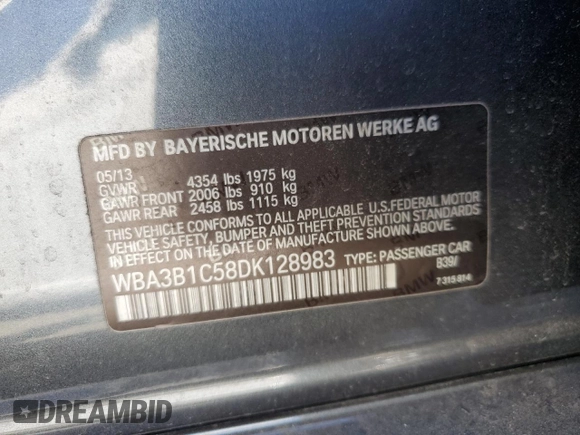 MFD BY BAYERISCHE MOTOREN WERKE AG
05/13
GVWR 4354 lbs 1975 kg
GAWR FRONT 2006 lbs 910 kg
GAWR REAR 2458 lbs 1115 kg
THIS VEHICLE CONFORMS TO ALL APPLICABLE U.S.FEDERAL MOTOR
VEHICLE SAFETY, BUMPER AND THEFT PREVENTION STANDARDS
IN EFFECT ON THE DATE OF MANUFACTURE SHOWN ABOVE.
WBA3B1C58DK128983 TYPE: PASSENGER CAR
B39/
7 315 914
DREAMBID